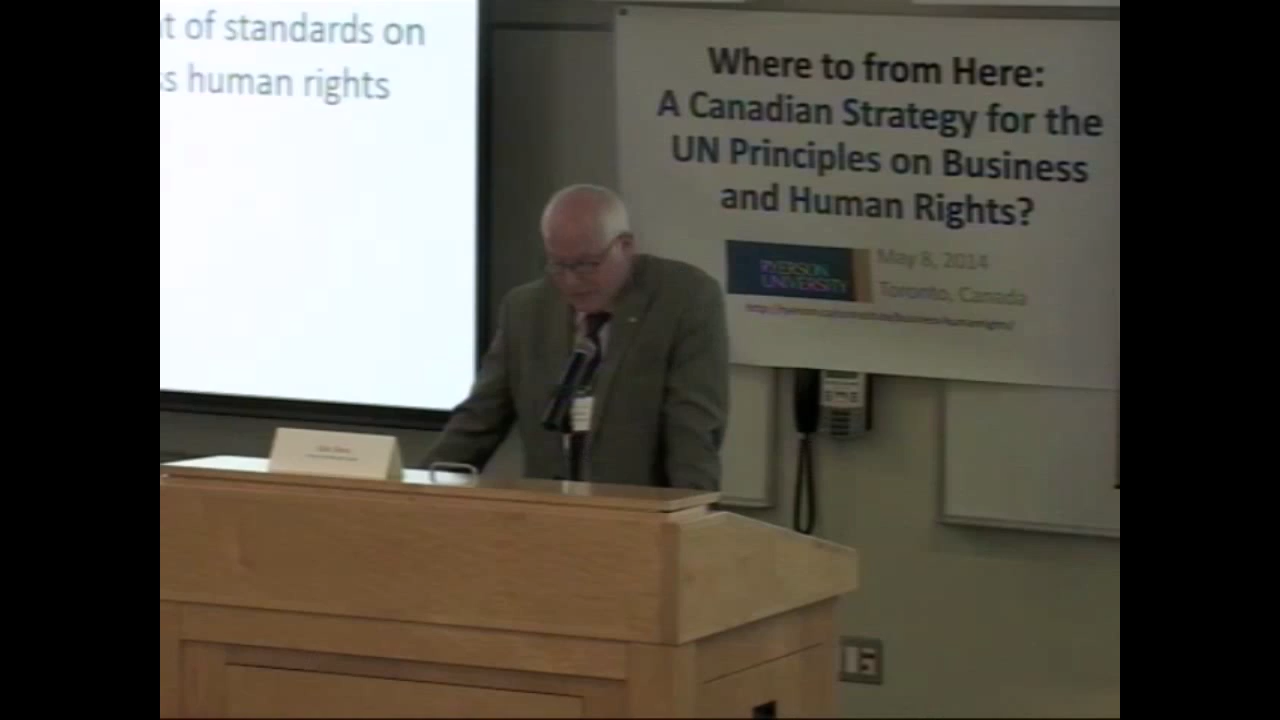 t of standards on
s human rights
Where to from Here:
A Canadian Strategy for the
UN Principles on Business
and Human Rights?
RYERSON
UNIVERSITY
May 8, 2014
Toronto, Canada